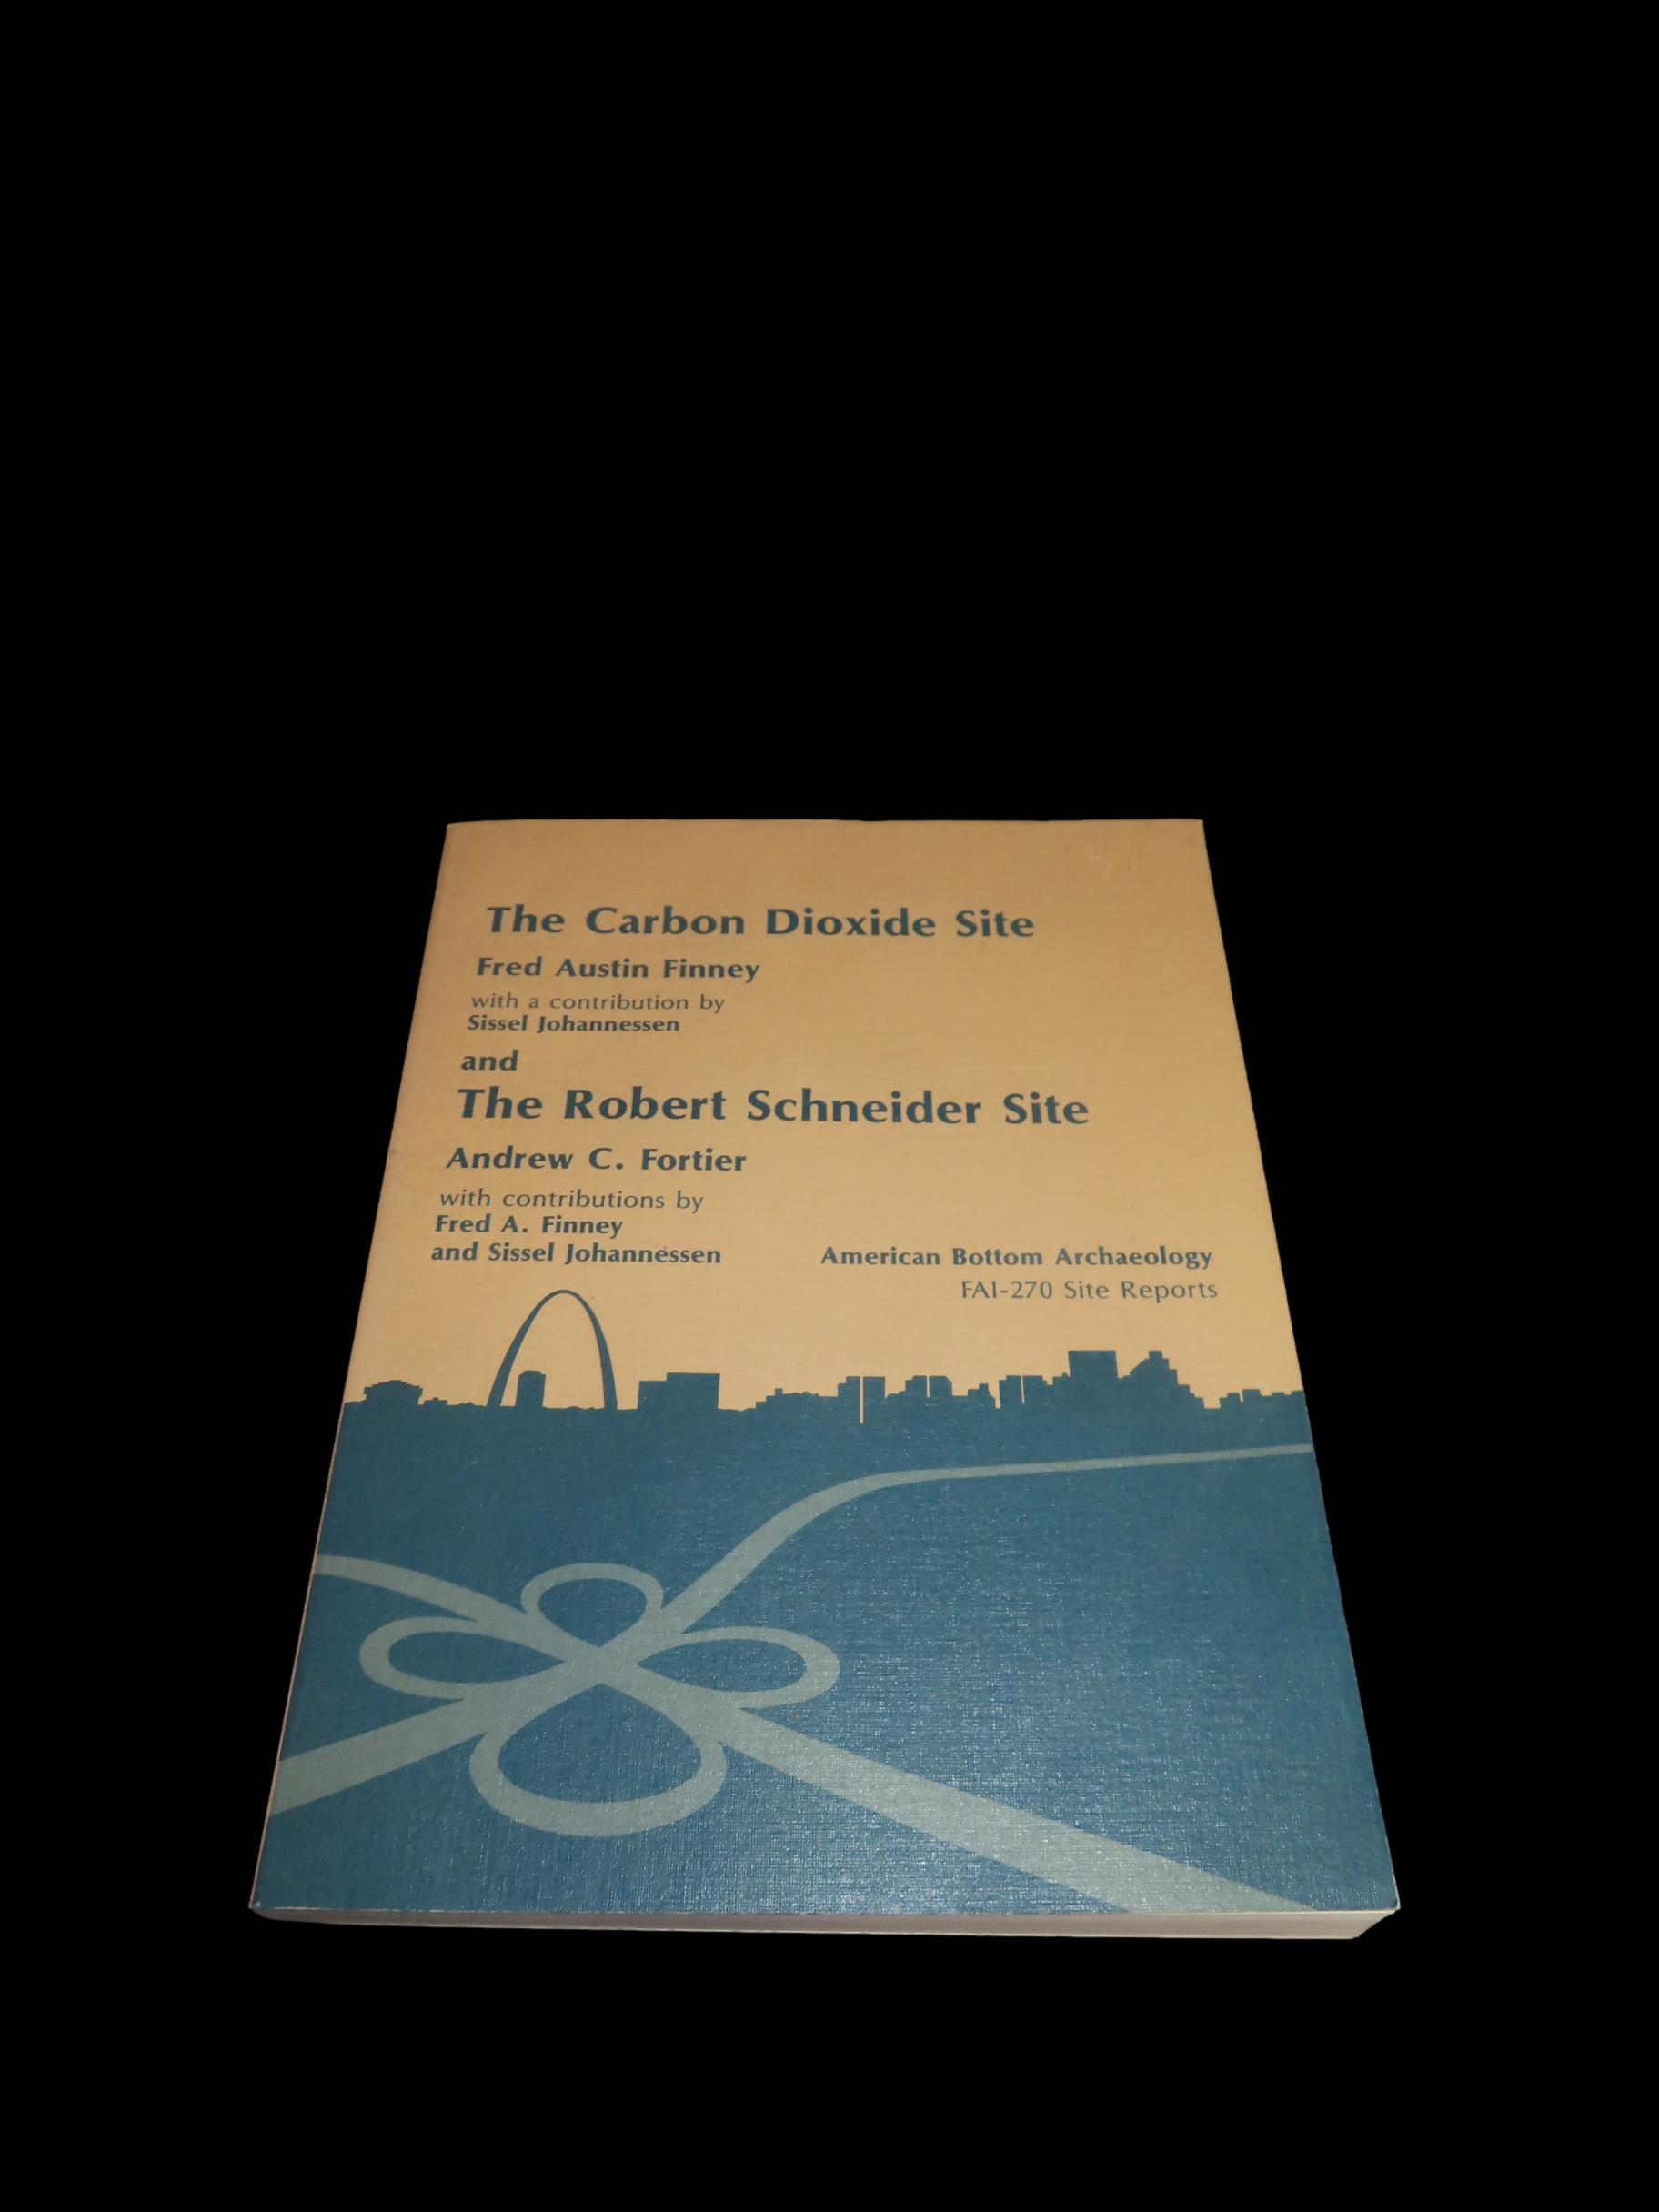 The Carbon Dioxide Site
Fred Austin Finney
with a contribution by
Sissel Johannessen
and
The Robert Schneider Site
Andrew C. Fortier
with contributions by
Fred A. Finney
and Sissel Johannessen
American Bottom Archaeology
FAI-270 Site Reports